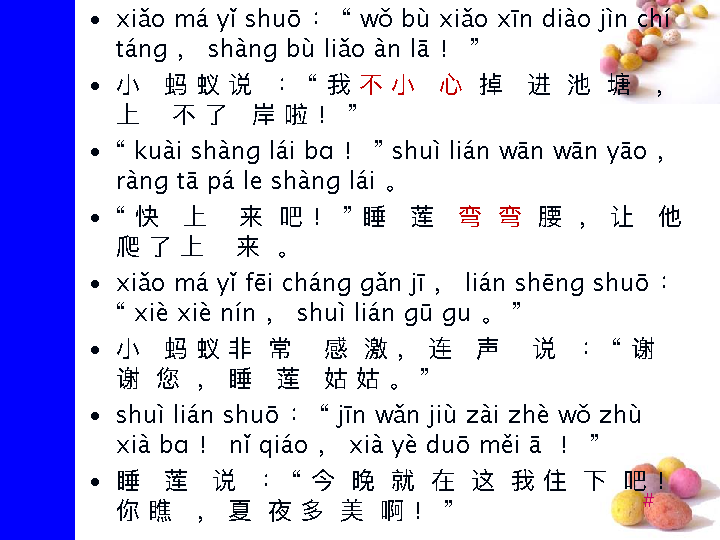 • xiǎo má yǐ shuō： “ wǒ bù xiǎo xīn diào jìn chí
táng， shàng bù liǎo àn lā！ ”
• 小 蚂 蚁 说 ：“ 我 不 小 心 掉 进 池 塘 ，
上 不 了 岸 啦！ ”
• “ kuài shàng lái bɑ！ ” shuì lián wān wān yāo，
ràng tā pá le shàng lái 。
• “ 快 上 来 吧！ ” 睡 莲 弯 弯 腰 ， 让 他
爬 了 上 来 。
• xiǎo má yǐ fēi cháng gǎn jī， lián shēng shuō：
“ xiè xiè nín， shuì lián gū gu 。 ”
• 小 蚂 蚁 非 常 感 激， 连 声 说 ：“ 谢
谢 您 ， 睡 莲 姑 姑 。 ”
• shuì lián shuō： “ jīn wǎn jiù zài zhè wǒ zhù
xià bɑ！ nǐ qiáo， xià yè duō měi ā ！ ”
• 睡 莲 说 ：“ 今 晚 就 在 这 我 住 下 吧！
你 瞧 ， 夏 夜 多 美 啊！ ”
#